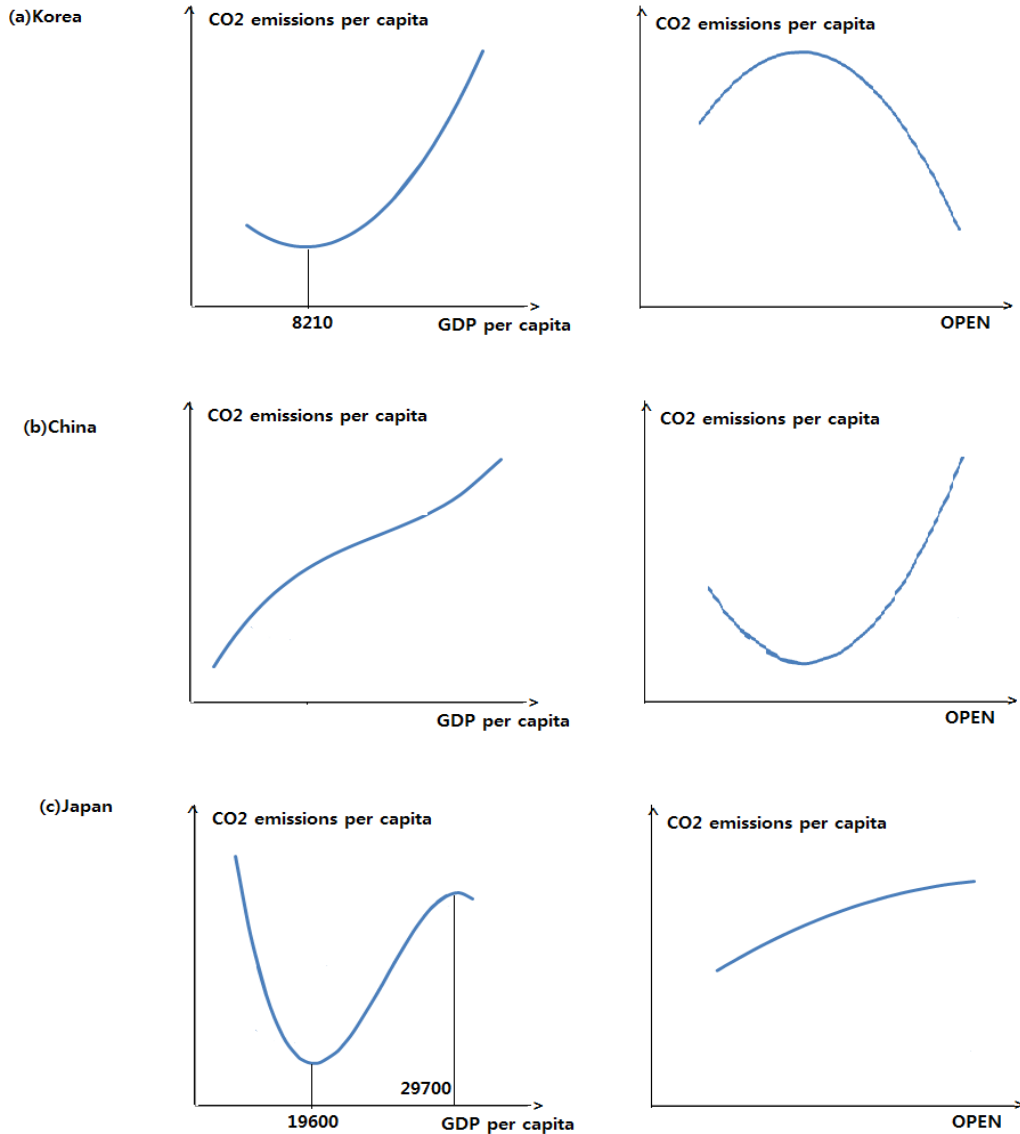 (a)Korea
CO2 emissions per capita
8210
GDP per capita
CO2 emissions per capita
OPEN
(b)China
CO2 emissions per capita
GDP per capita
CO2 emissions per capita
OPEN
(c)Japan
CO2 emissions per capita
29700
19600
GDP per capita
CO2 emissions per capita
OPEN